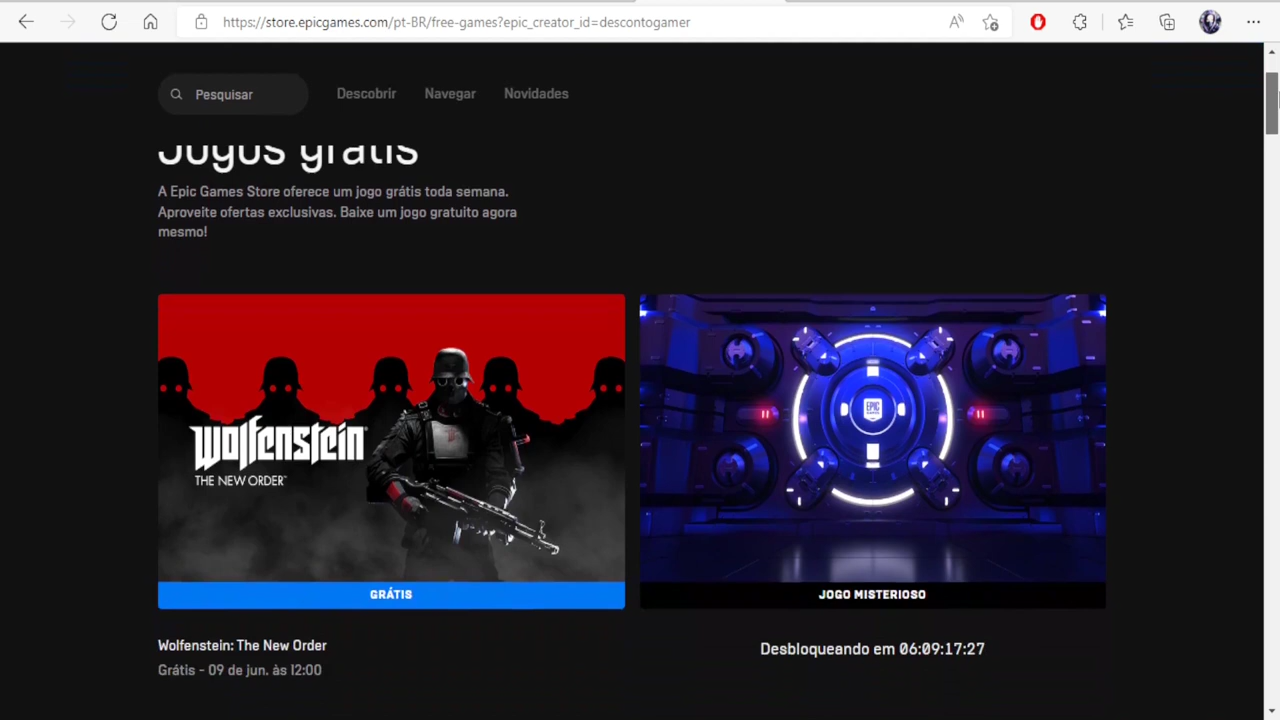 https://store.epicgames.com/pt-BR/free-games?epic_creator_id=descontogamer
Pesquisar
Descobrir
Navegar
Novidades
Jogos grátis
A Epic Games Store oferece um jogo grátis toda semana.
Aproveite ofertas exclusivas. Baixe um jogo gratuito agora
mesmo!
Wolfenstein®
THE NEW ORDER™
EPIC
GAMES
GRÁTIS
JOGO MISTERIOSO
Wolfenstein: The New Order
Grátis - 09 de jun. às 12:00
Desbloqueando em 06:09:17:27